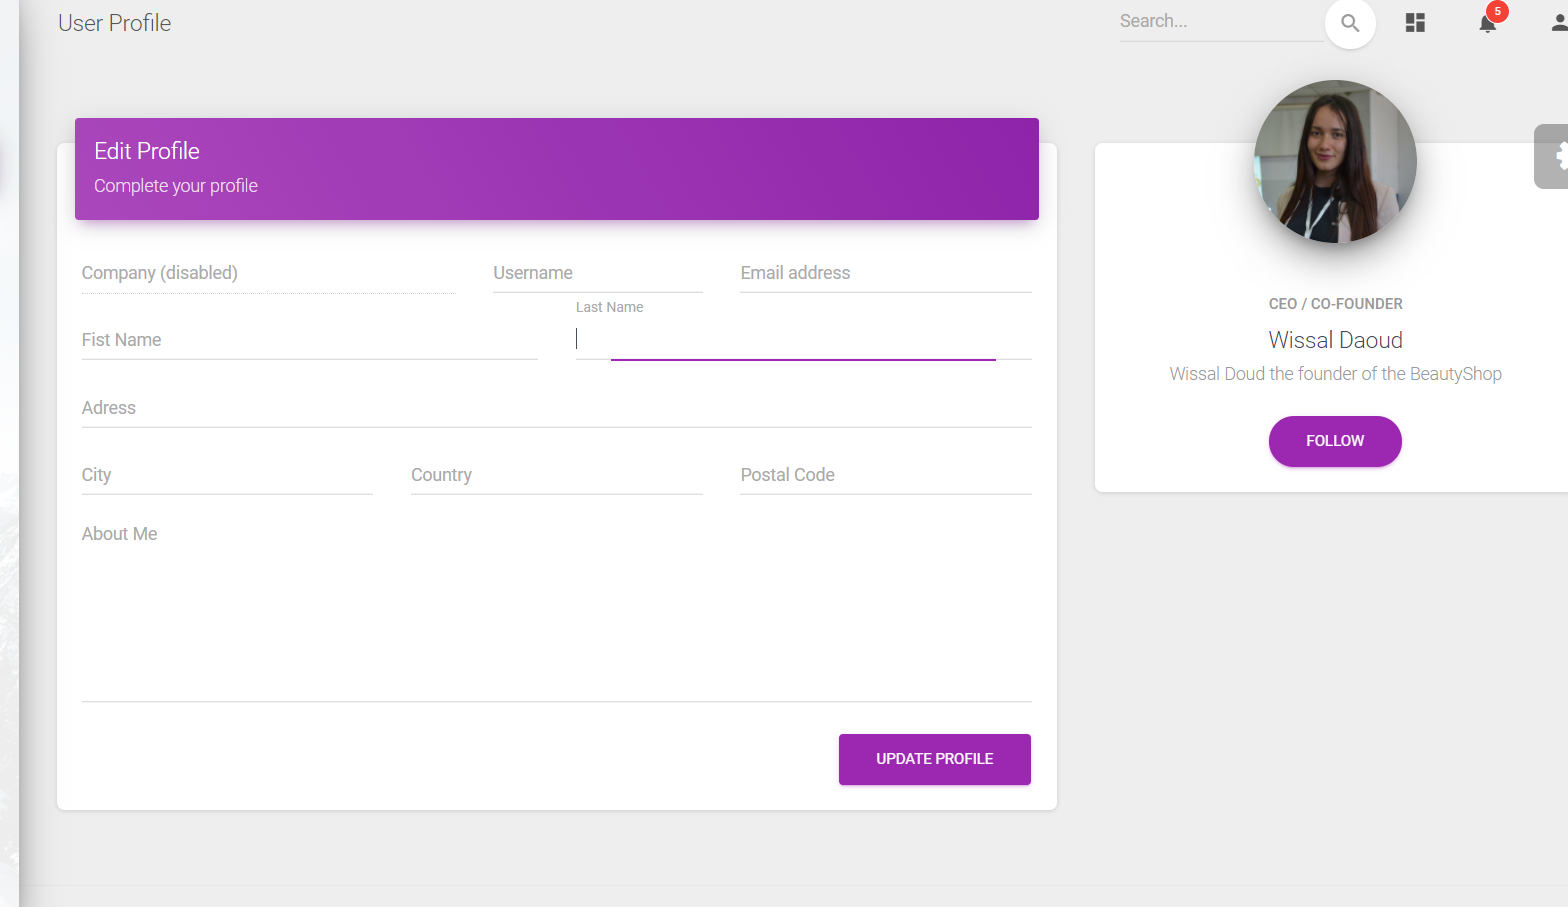 User Profile
Search...
5
Edit Profile
Complete your profile
Company (disabled)
Username
Email address
Fist Name
Last Name
Adress
City
Country
Postal Code
About Me
UPDATE PROFILE
CEO / CO-FOUNDER
Wissal Daoud
Wissal Doud the founder of the BeautyShop
FOLLOW